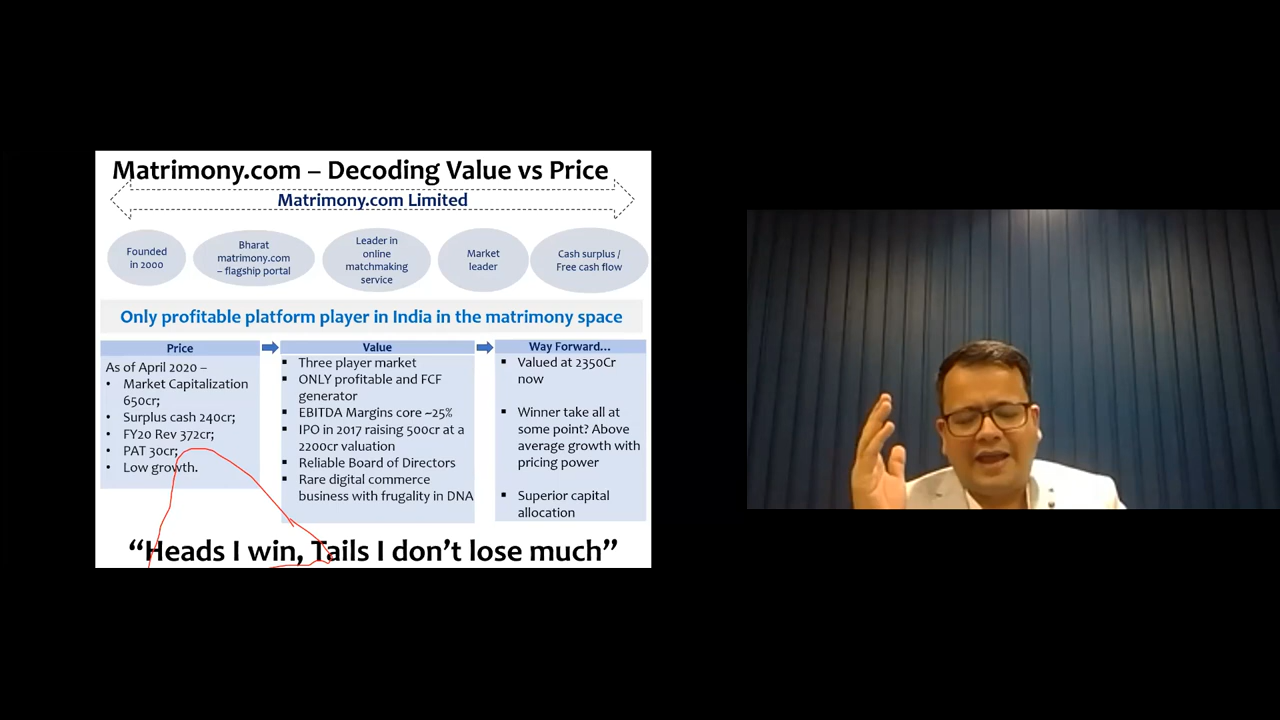 Matrimony.com – Decoding Value vs Price
Matrimony.com Limited
Founded
in 2000
Bharat
matrimony.com
– flagship portal
Leader in
online
matchmaking
service
Market
leader
Cash surplus /
Free cash flow
Only profitable platform player in India in the matrimony space
Price
As of April 2020 –
• Market Capitalization
650cr;
• Surplus cash 240cr;
• FY20 Rev 372cr;
• PAT 30cr;
• Low growth.
Value
▪ Three player market
▪ ONLY profitable and FCF
generator
▪ EBITDA Margins core ~25%
▪ IPO in 2017 raising 500cr at a
2200cr valuation
▪ Reliable Board of Directors
▪ Rare digital commerce
business with frugality in DNA
Way Forward...
▪ Valued at 2350Cr
now
▪ Winner take all at
some point? Above
average growth with
pricing power
▪ Superior capital
allocation
“Heads I win, Tails I don’t lose much”